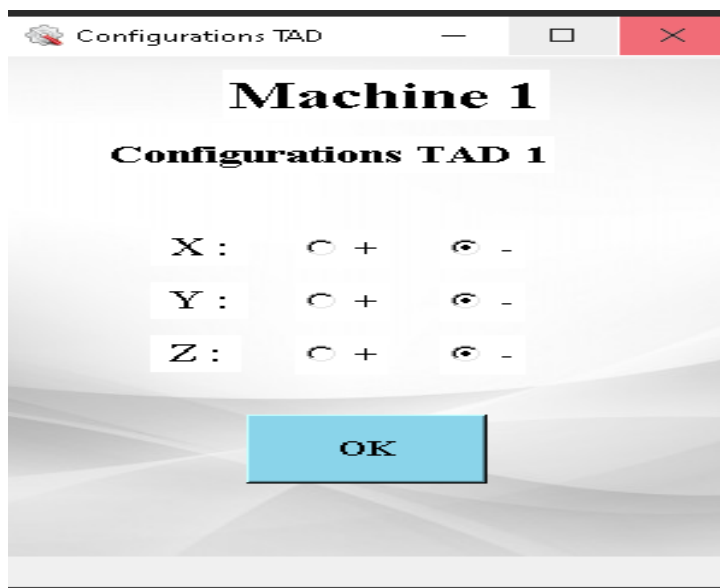 Configurations TAD
Machine 1
Configurations TAD 1
X : + -
Y : + -
Z : + -
OK